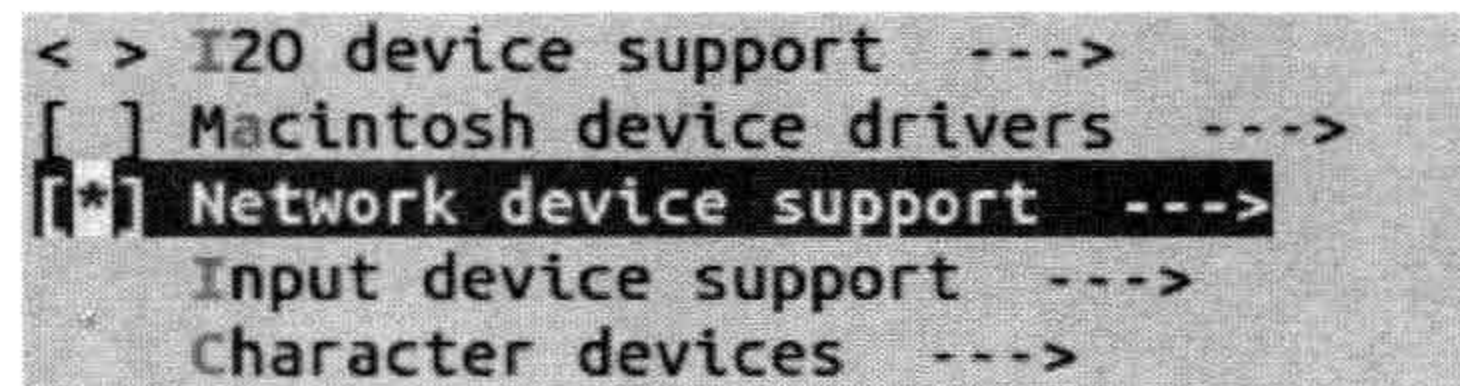 < > I2O device support  --->
[ ] Macintosh device drivers  --->
[*] Network device support  --->
    Input device support  --->
    Character devices  --->